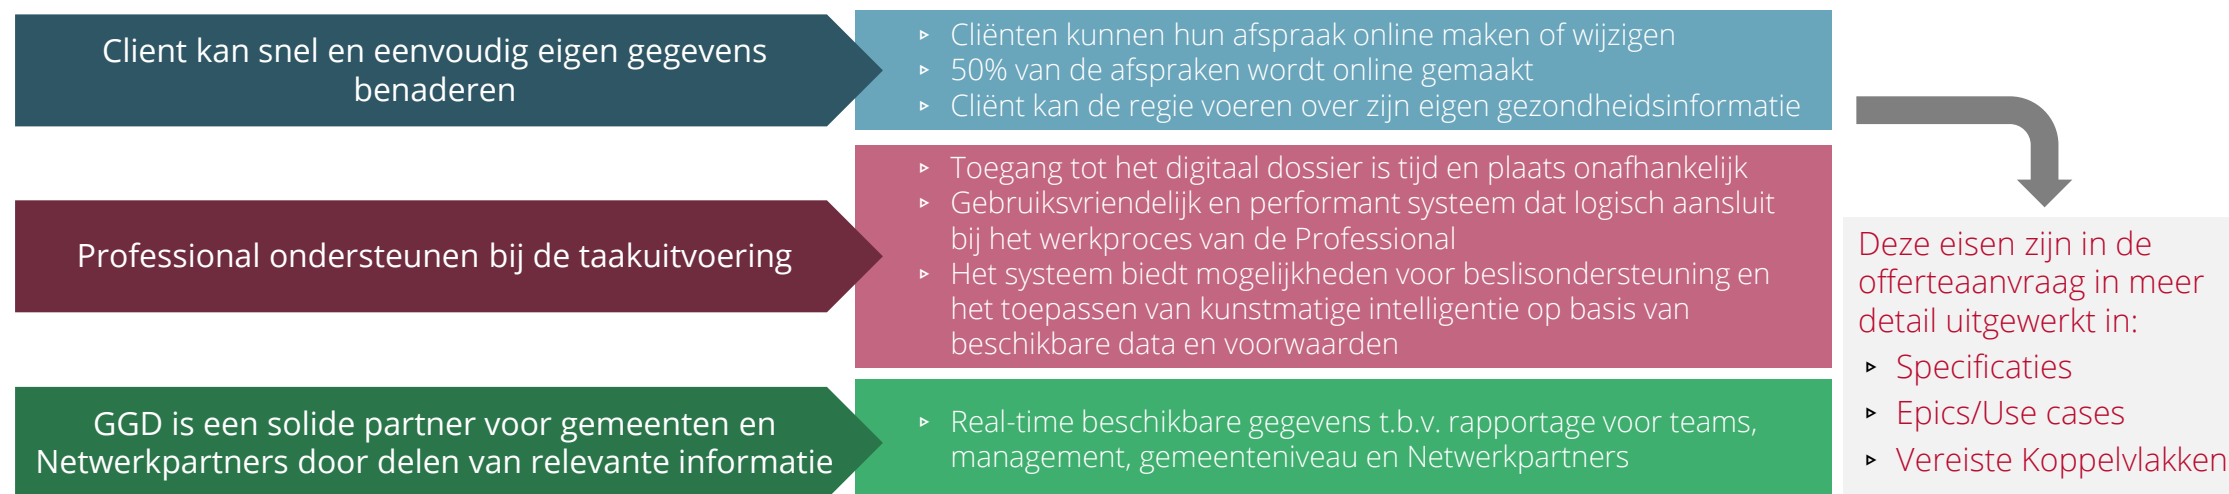 Client kan snel en eenvoudig eigen gegevens
benaderen
▹ Cliënten kunnen hun afspraak online maken of wijzigen
▹ 50% van de afspraken wordt online gemaakt
▹ Cliënt kan de regie voeren over zijn eigen gezondheidsinformatie
Professional ondersteunen bij de taakuitvoering
▹ Toegang tot het digitaal dossier is tijd en plaats onafhankelijk
▹ Gebruiksvriendelijk en performant systeem dat logisch aansluit
bij het werkproces van de Professional
▹ Het systeem biedt mogelijkheden voor beslisondersteuning en
het toepassen van kunstmatige intelligentie op basis van
beschikbare data en voorwaarden
GGD is een solide partner voor gemeenten en
Netwerkpartners door delen van relevante informatie
▹ Real-time beschikbare gegevens t.b.v. rapportage voor teams,
management, gemeenteniveau en Netwerkpartners
Deze eisen zijn in de
offerteaanvraag in meer
detail uitgewerkt in:
▹ Specificaties
▹ Epics/Use cases
▹ Vereiste Koppelvlakken